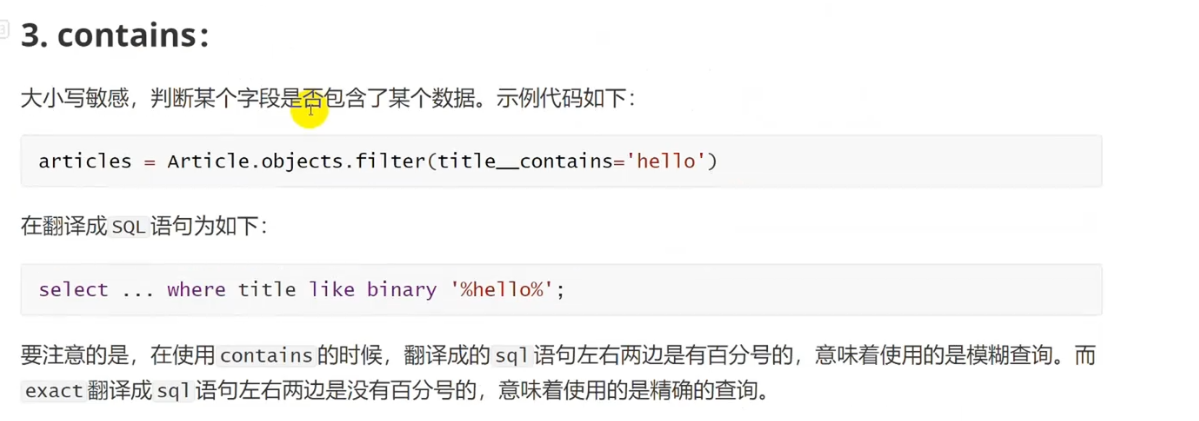 3. contains：
大小写敏感，判断某个字段是否包含了某个数据。示例代码如下：
articles = Article.objects.filter(title__contains='hello')
在翻译成SQL语句为如下：
select ... where title like binary '%hello%';
要注意的是，在使用contains的时候，翻译成的sql语句左右两边是有百分号的，意味着使用的是模糊查询。而
exact翻译成sql语句左右两边是没有百分号的，意味着使用的是精确的查询。